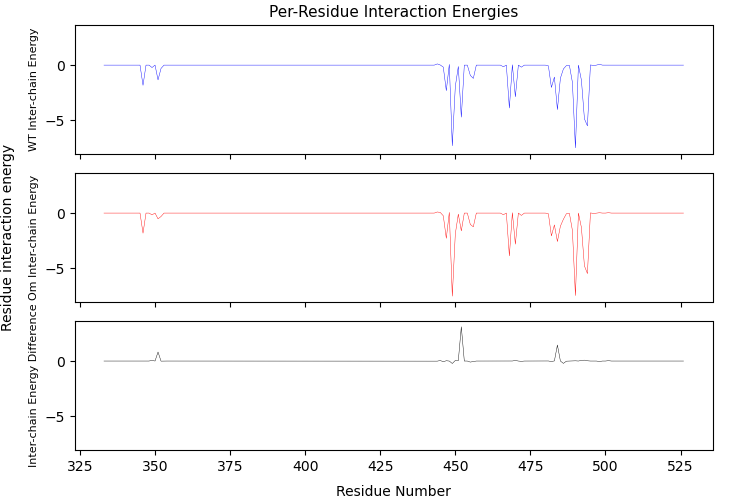 Per-Residue Interaction Energies
Residue interaction energy
WT Inter-chain Energy
0
−5
Om Inter-chain Energy
0
−5
Inter-chain Energy Difference
0
−5
325 350 375 400 425 450 475 500 525
Residue Number